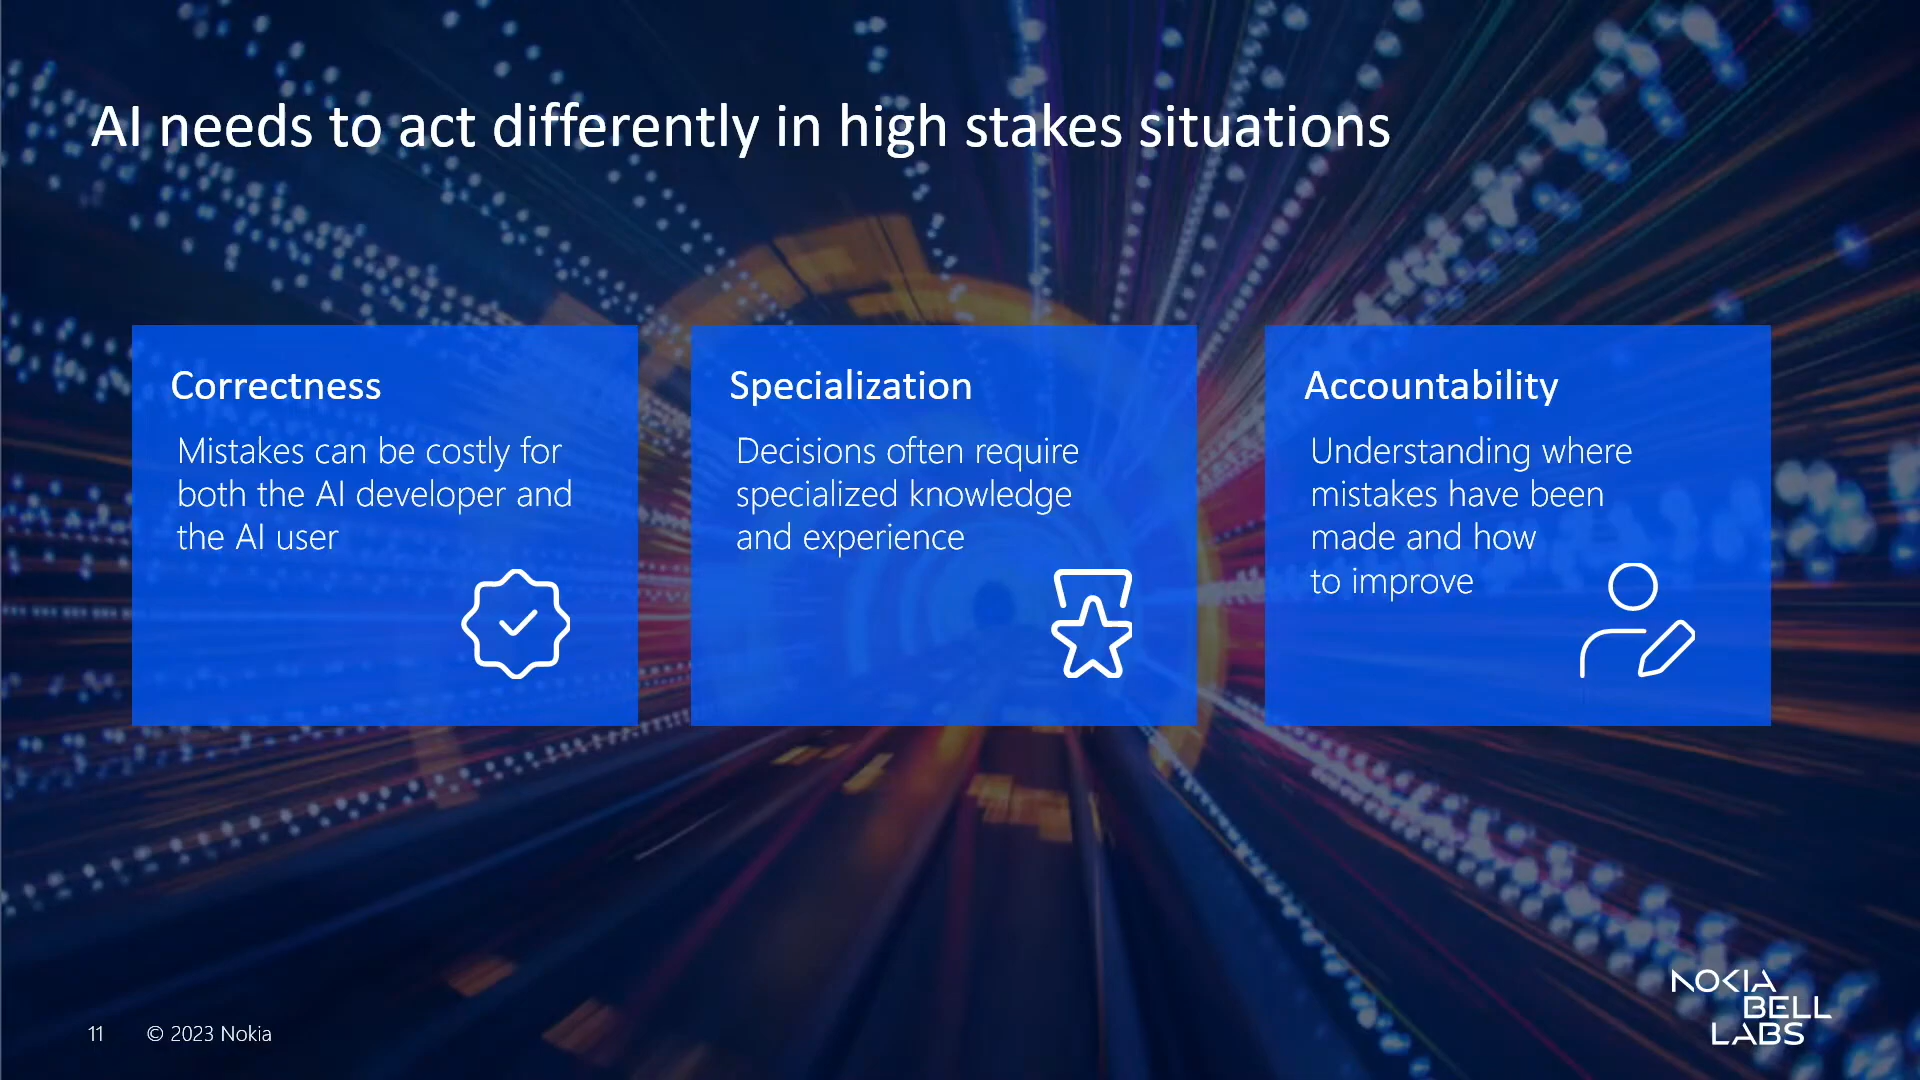 AI needs to act differently in high stakes situations
Correctness
Mistakes can be costly for
both the AI developer and
the AI user
Specialization
Decisions often require
specialized knowledge
and experience
Accountability
Understanding where
mistakes have been
made and how
to improve
11 © 2023 Nokia
NOKIA
BELL
LABS